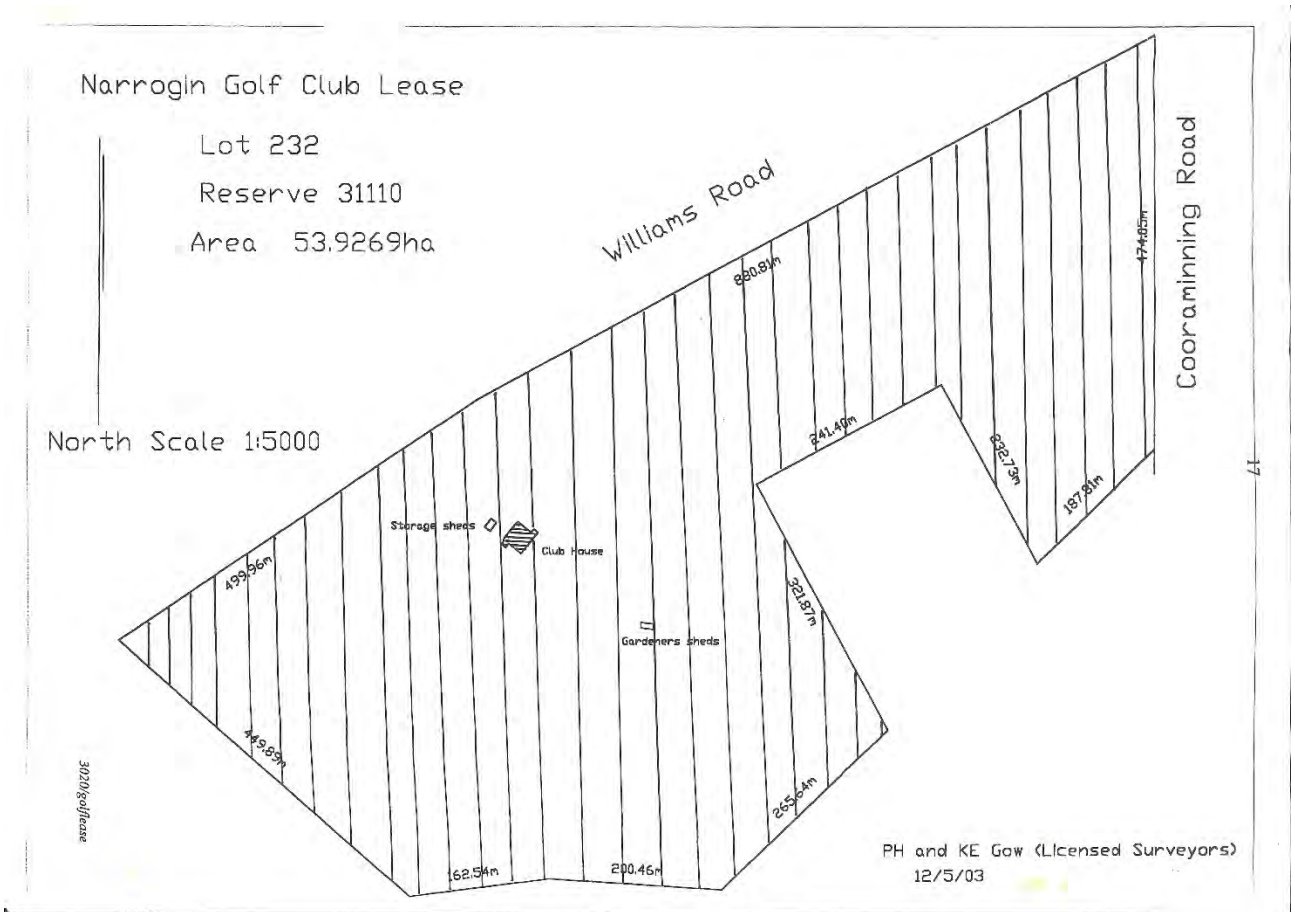 Narrogin Golf Club Lease
Lot 232
Reserve 31110
Area 53.9269ha
North Scale 1:5000
Williams Road
Cooraminning Road
880.81m
474.05m
241.40m
232.73m
187.81m
17
Storage sheds
Club House
499.96m
321.87m
Gardeners sheds
449.89m
265.64m
162.54m
200.46m
3020/golflease
PH and KE Gow (Licensed Surveyors)
12/5/03